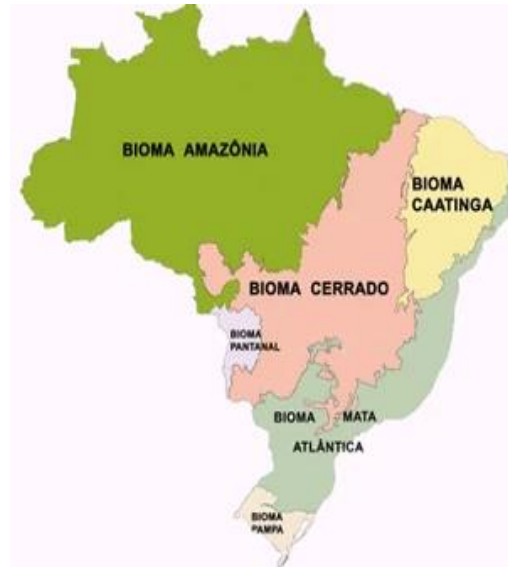 BIOMA AMAZÔNIA
BIOMA
CAATINGA
BIOMA CERRADO
BIOMA
PANTANAL
BIOMA MATA
ATLÂNTICA
BIOMA
PAMPA